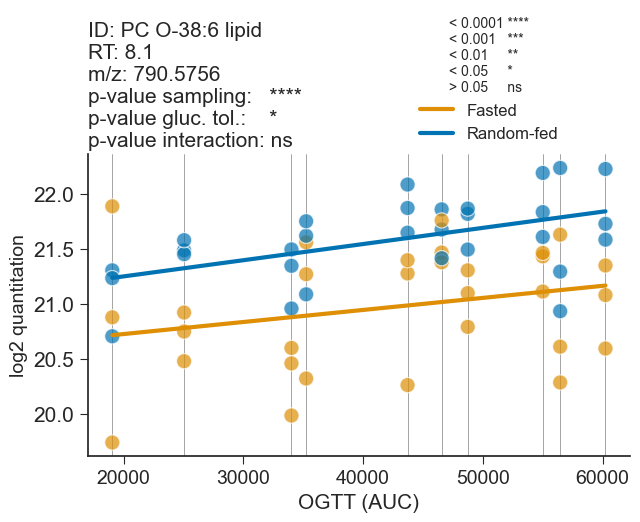 ID: PC O-38:6 lipid
RT: 8.1
m/z: 790.5756
p-value sampling: ****
p-value gluc. tol.: *
p-value interaction: ns
< 0.0001 ****
< 0.001 ***
< 0.01 **
< 0.05 *
> 0.05 ns
Fasted
Random-fed
log2 quantitation
22.0
21.5
21.0
20.5
20.0
20000 30000 40000 50000 60000
OGTT (AUC)